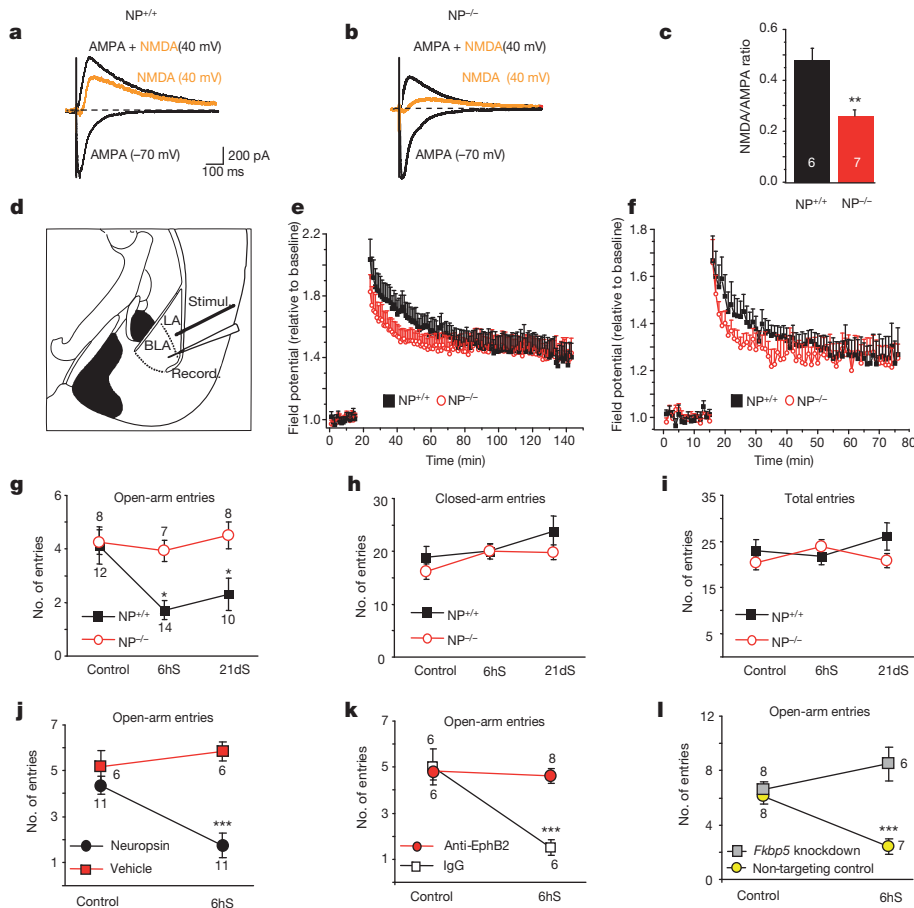 NP+/+
NP−/−
a
b
c
AMPA + NMDA(40 mV)
NMDA (40 mV)
AMPA (–70 mV)
200 pA
100 ms
AMPA + NMDA (40 mV)
NMDA (40 mV)
AMPA (–70 mV)
NMDA/AMPA ratio
0.6
0.4
0.2
0.0
**
6
7
NP+/+
NP−/−
d
Stimul.
LA
BLA
Record.
e
Field potential (relative to baseline)
2.2
1.8
1.4
1.0
NP+/+
NP−/−
0 20 40 60 80 100 120 140
Time (min)
f
Field potential (relative to baseline)
1.8
1.6
1.4
1.2
1.0
NP+/+
NP−/−
0 10 20 30 40 50 60 70 80
Time (min)
g
Open-arm entries
No. of entries
6
4
2
0
8
7
8
12
*
14
*
10
NP+/+
NP−/−
Control 6hS 21dS
h
Closed-arm entries
No. of entries
30
20
10
0
NP+/+
NP−/−
Control 6hS 21dS
i
Total entries
No. of entries
35
25
15
5
NP+/+
NP−/−
Control 6hS 21dS
j
Open-arm entries
No. of entries
7
5
3
1
6
6
11
***
11
Neuropsin
Vehicle
Control 6hS
k
Open-arm entries
No. of entries
7
5
3
1
6
8
6
***
6
Anti-EphB2
IgG
Control 6hS
l
Open-arm entries
No. of entries
12
8
4
0
8
6
8
***
7
Fkbp5 knockdown
Non-targeting control
Control 6hS